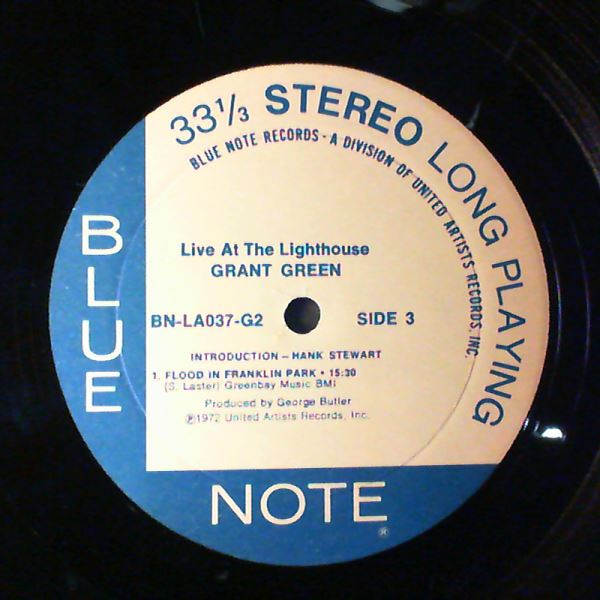 33⅓ STEREO LONG PLAYING
BLUE NOTE RECORDS - A DIVISION OF UNITED ARTISTS RECORDS, INC.
Live At The Lighthouse
GRANT GREEN
BN-LA037-G2 SIDE 3
INTRODUCTION – HANK STEWART
1. FLOOD IN FRANKLIN PARK • 15:30
(S. Laster) Greenbay Music BMI
Produced by George Butler
℗1972 United Artists Records, Inc.
BLUE
NOTE®